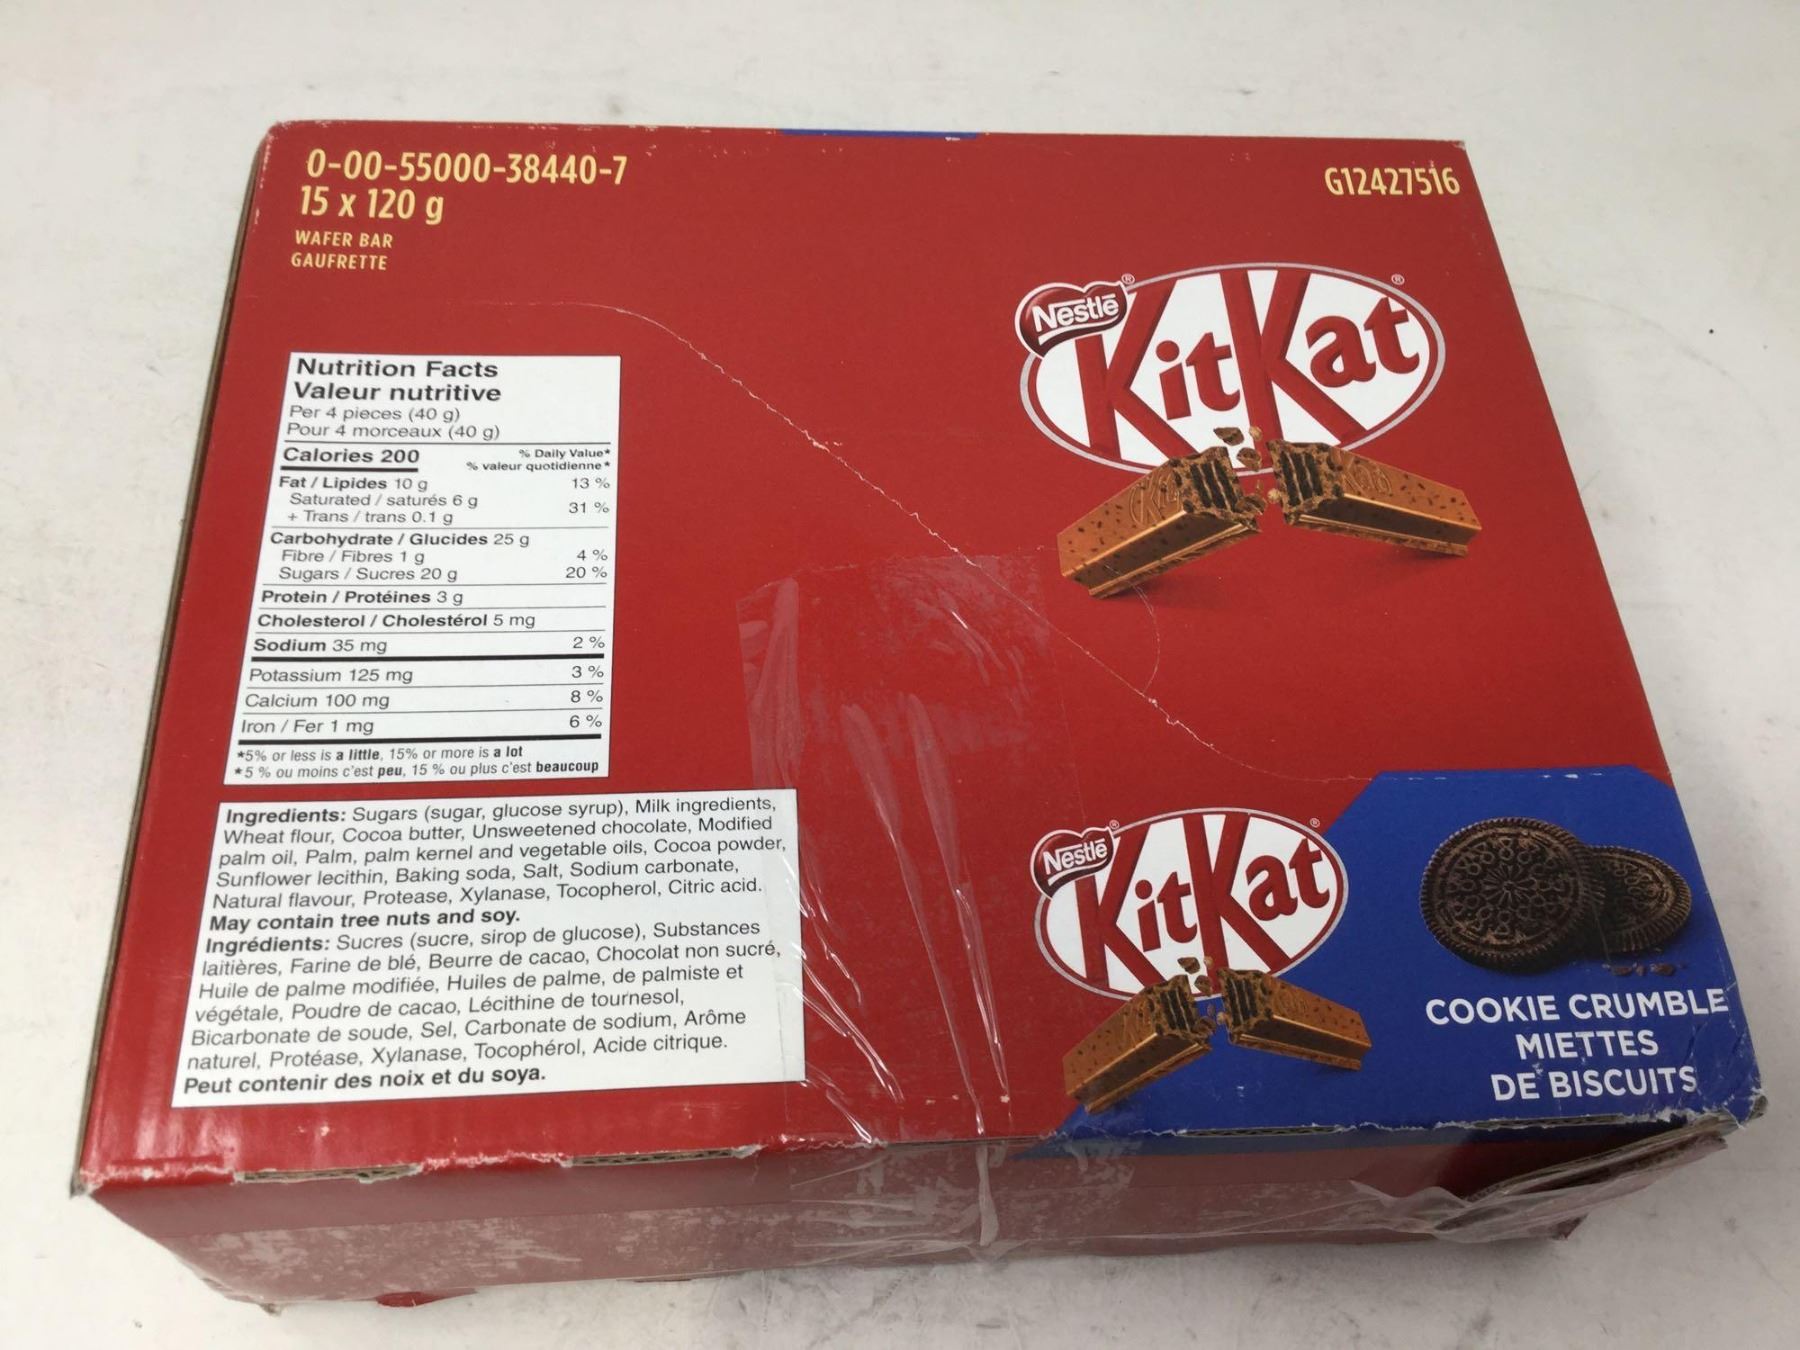 0-00-55000-38440-7
15 x 120 g
WAFER BAR
GAUFRETTE
G12427516
Nestlé
KitKat
Nutrition Facts
Valeur nutritive
Per 4 pieces (40 g)
Pour 4 morceaux (40 g)
Calories 200
% Daily Value*
% valeur quotidienne*
Fat / Lipides 10 g 13 %
Saturated / saturés 6 g
+ Trans / trans 0.1 g 31 %
Carbohydrate / Glucides 25 g
Fibre / Fibres 1 g 4 %
Sugars / Sucres 20 g 20 %
Protein / Protéines 3 g
Cholesterol / Cholestérol 5 mg
Sodium 35 mg 2 %
Potassium 125 mg 3 %
Calcium 100 mg 8 %
Iron / Fer 1 mg 6 %
*5% or less is a little, 15% or more is a lot
*5 % ou moins c'est peu, 15 % ou plus c'est beaucoup
Ingredients: Sugars (sugar, glucose syrup), Milk ingredients,
Wheat flour, Cocoa butter, Unsweetened chocolate, Modified
palm oil, Palm, palm kernel and vegetable oils, Cocoa powder,
Sunflower lecithin, Baking soda, Salt, Sodium carbonate,
Natural flavour, Protease, Xylanase, Tocopherol, Citric acid.
May contain tree nuts and soy.
Ingrédients: Sucres (sucre, sirop de glucose), Substances
laitières, Farine de blé, Beurre de cacao, Chocolat non sucré,
Huile de palme modifiée, Huiles de palme, de palmiste et
végétale, Poudre de cacao, Lécithine de tournesol,
Bicarbonate de soude, Sel, Carbonate de sodium, Arôme
naturel, Protéase, Xylanase, Tocophérol, Acide citrique.
Peut contenir des noix et du soya.
Nestlé
KitKat
COOKIE CRUMBLE
MIETTES
DE BISCUITS